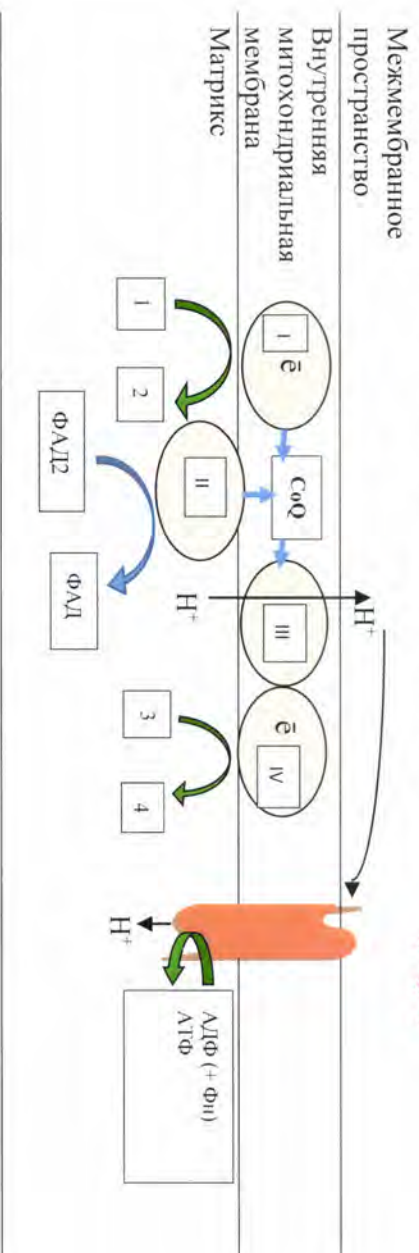 Межмембранное
пространство
Внутренняя
митохондриальная
мембрана
Матрикс
H⁺
I
ē
CoQ
III
ē
IV
II
H⁺
1
2
3
4
H⁺
ФАД2
ФАД
АДФ (+ Фн)
АТФ